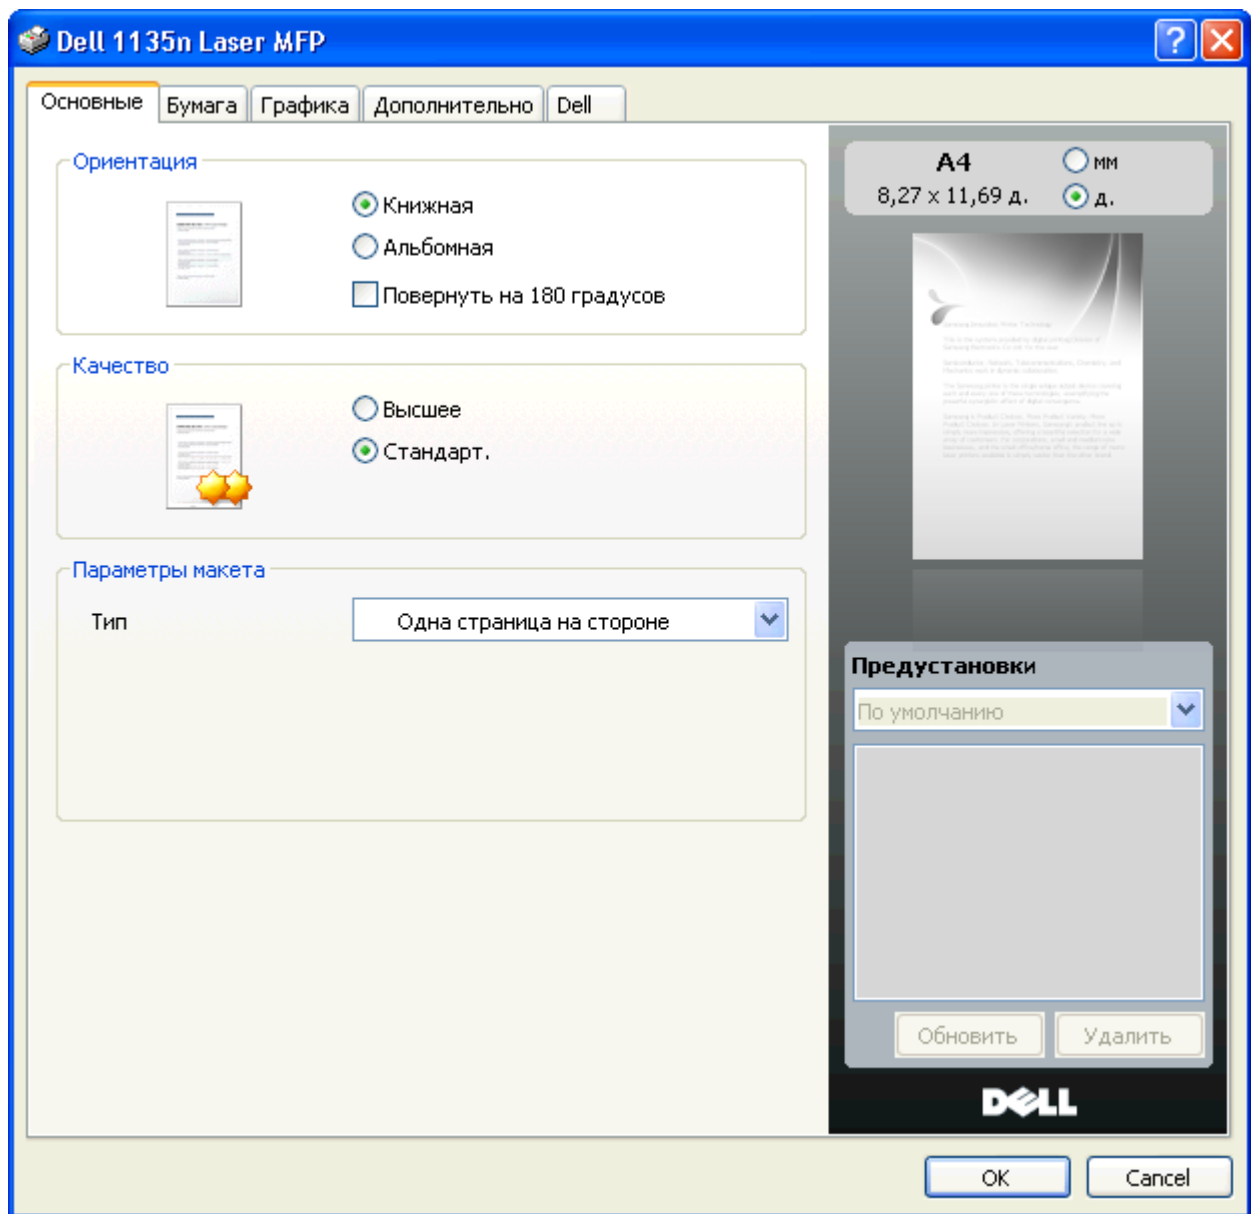 Dell 1135n Laser MFP
Основные
Бумага
Графика
Дополнительно
Dell
Ориентация
Книжная
Альбомная
Повернуть на 180 градусов
Качество
Высшее
Стандарт.
Параметры макета
Тип
Одна страница на стороне
A4
мм
8,27 x 11,69 д.
д.
Предустановки
По умолчанию
Обновить
Удалить
DELL
OK
Cancel